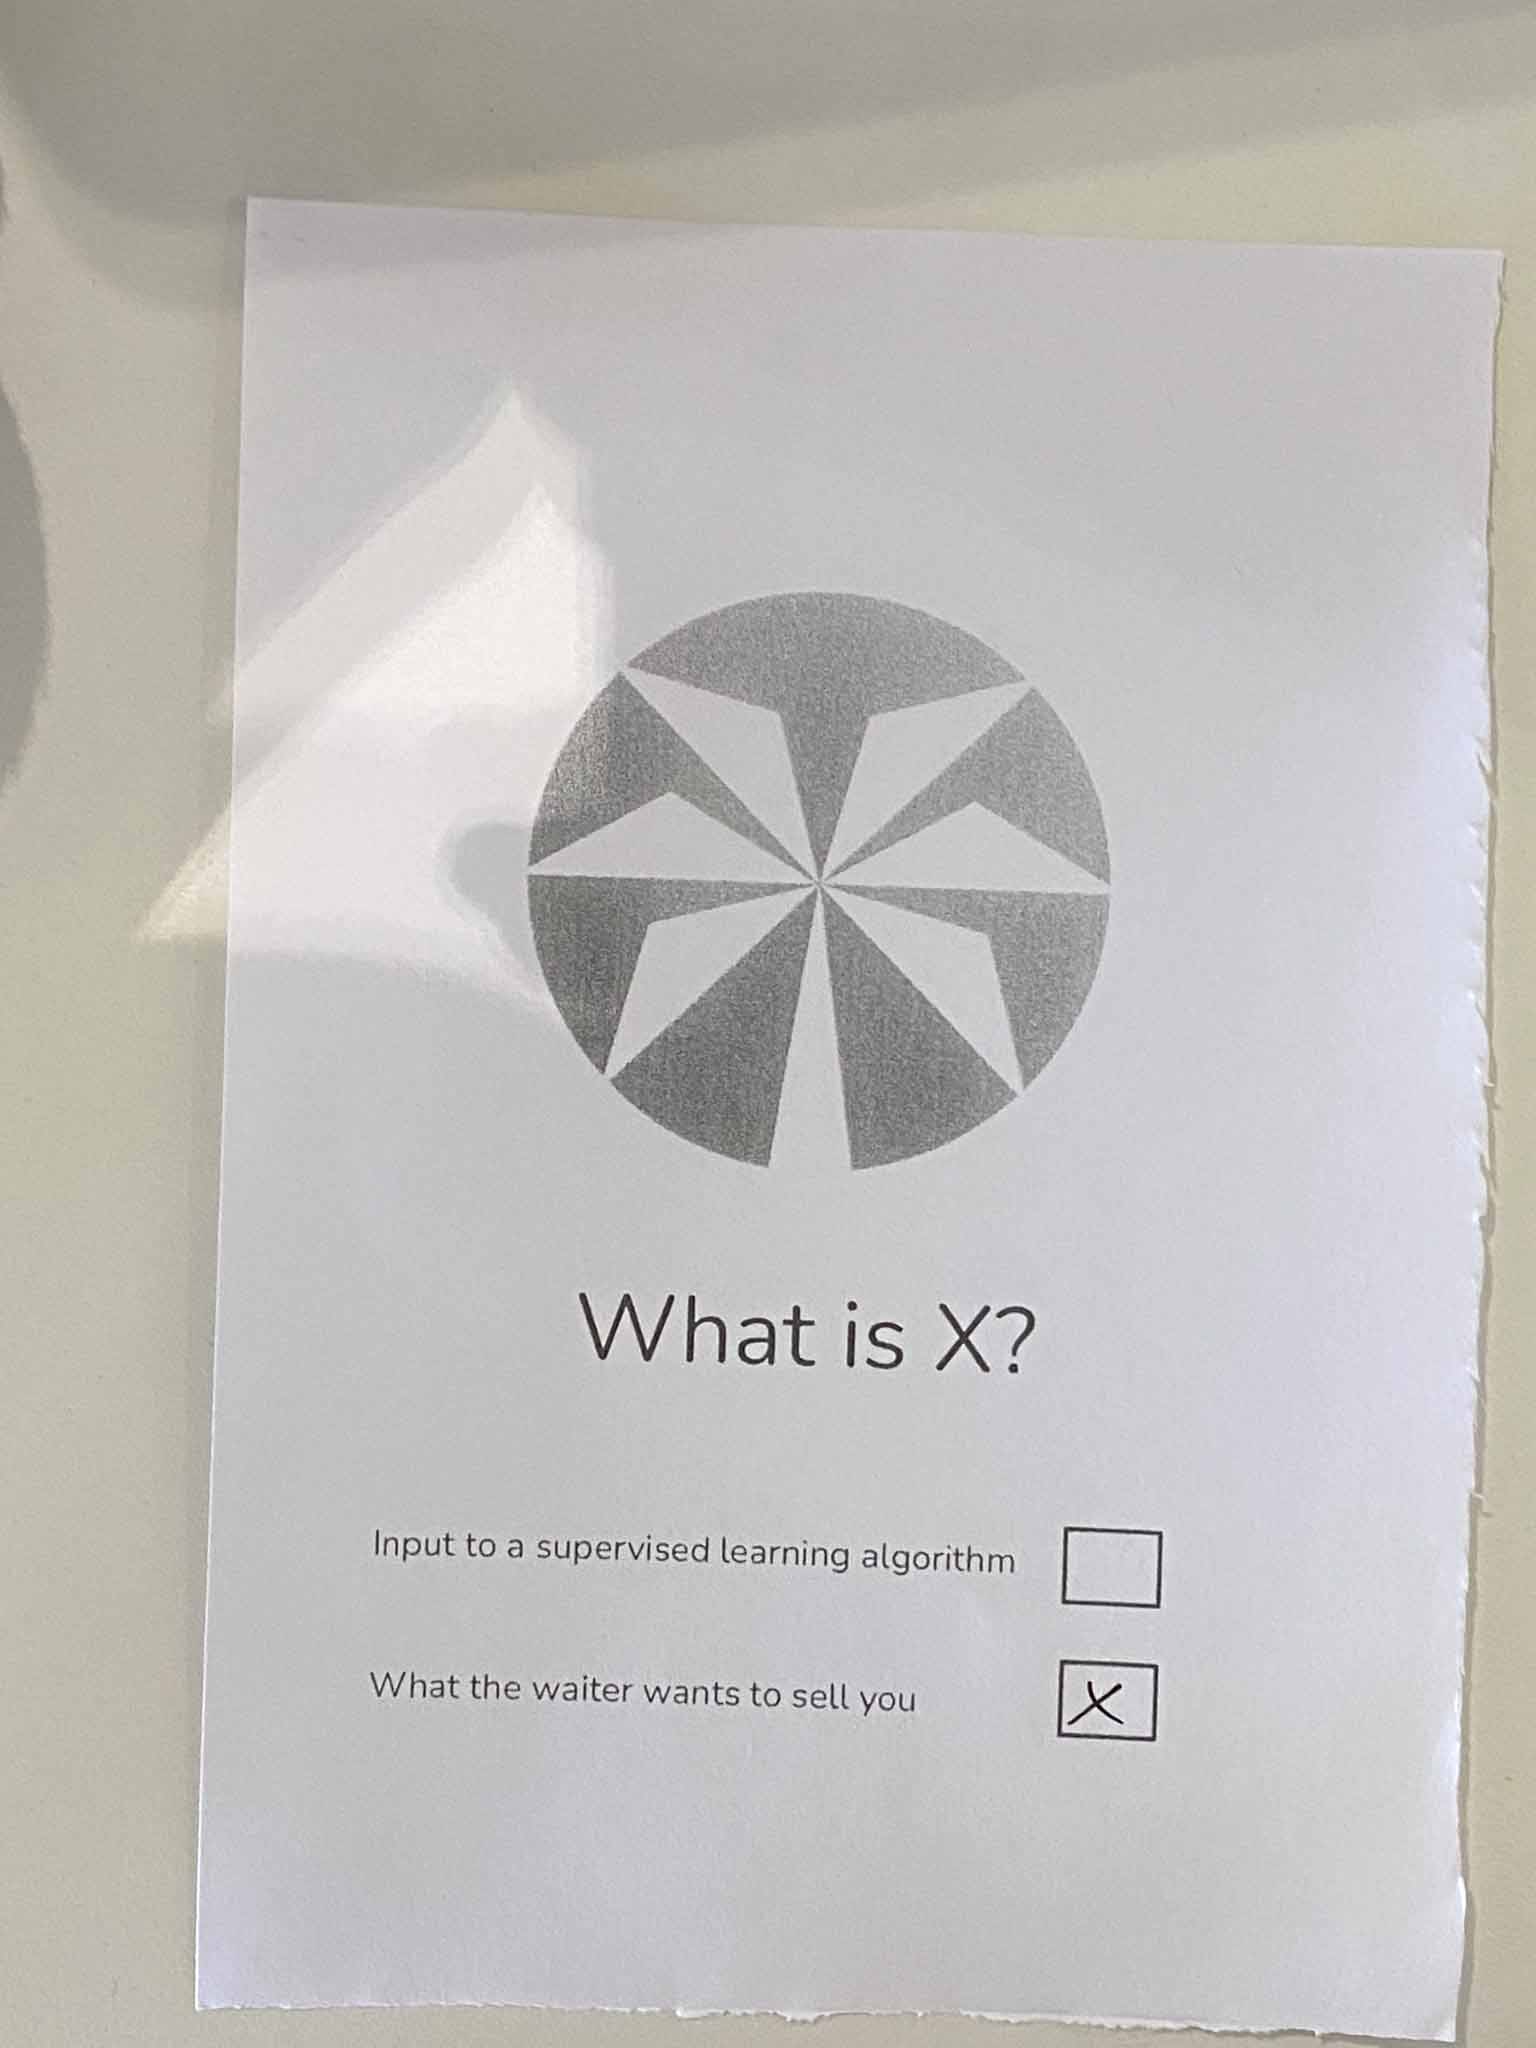 What is X?
Input to a supervised learning algorithm
What the waiter wants to sell you X